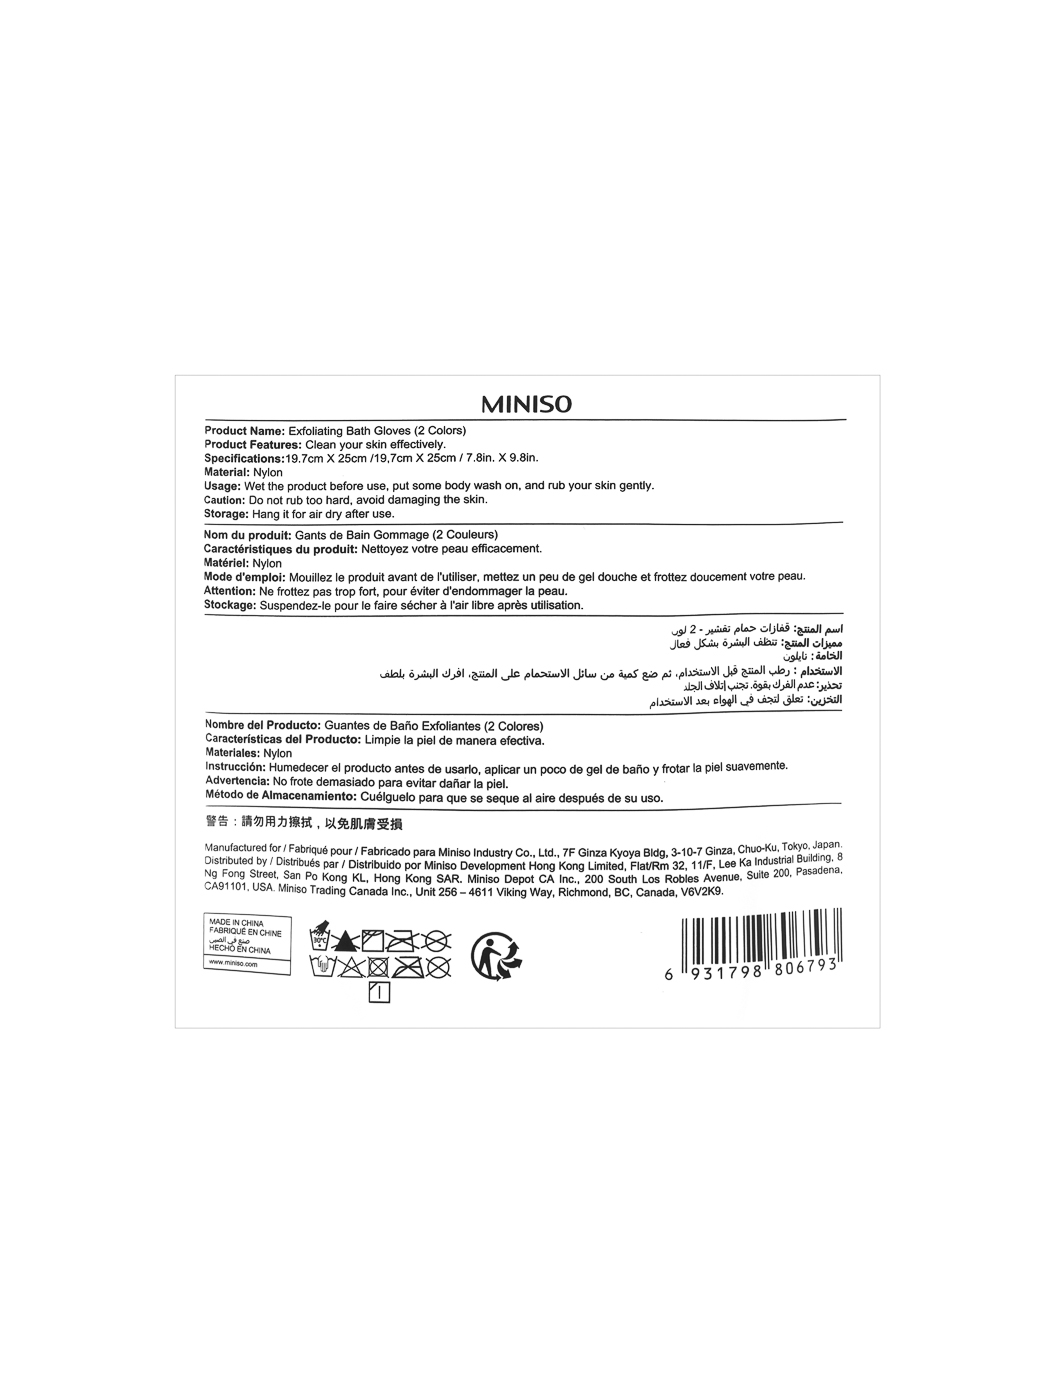 MINISO
Product Name: Exfoliating Bath Gloves (2 Colors)
Product Features: Clean your skin effectively.
Specifications:19.7cm X 25cm /19,7cm X 25cm / 7.8in. X 9.8in.
Material: Nylon
Usage: Wet the product before use, put some body wash on, and rub your skin gently.
Caution: Do not rub too hard, avoid damaging the skin.
Storage: Hang it for air dry after use.
Nom du produit: Gants de Bain Gommage (2 Couleurs)
Caractéristiques du produit: Nettoyez votre peau efficacement.
Matériel: Nylon
Mode d'emploi: Mouillez le produit avant de l'utiliser, mettez un peu de gel douche et frottez doucement votre peau.
Attention: Ne frottez pas trop fort, pour éviter d'endommager la peau.
Stockage: Suspendez-le pour le faire sécher à l'air libre après utilisation.
اسم المنتج: قفازات حمام تقشير - 2 لون
مميزات المنتج: تنظف البشرة بشكل فعال
الخامة: نايلون
الاستخدام : رطب المنتج قبل الاستخدام، ثم ضع كمية من سائل الاستحمام على المنتج، افرك البشرة بلطف
تحذير: عدم الفرك بقوة. تجنب إتلاف الجلد
التخزين: تعلق لتجف في الهواء بعد الاستخدام
Nombre del Producto: Guantes de Baño Exfoliantes (2 Colores)
Características del Producto: Limpie la piel de manera efectiva.
Materiales: Nylon
Instrucción: Humedecer el producto antes de usarlo, aplicar un poco de gel de baño y frotar la piel suavemente.
Advertencia: No frote demasiado para evitar dañar la piel.
Método de Almacenamiento: Cuélguelo para que se seque al aire después de su uso.
警告：請勿用力擦拭，以免肌膚受損
Manufactured for / Fabriqué pour / Fabricado para Miniso Industry Co., Ltd., 7F Ginza Kyoya Bldg, 3-10-7 Ginza, Chuo-Ku, Tokyo, Japan.
Distributed by / Distribués par / Distribuido por Miniso Development Hong Kong Limited, Flat/Rm 32, 11/F, Lee Ka Industrial Building, 8
Ng Fong Street, San Po Kong KL, Hong Kong SAR. Miniso Depot CA Inc., 200 South Los Robles Avenue, Suite 200, Pasadena,
CA91101, USA. Miniso Trading Canada Inc., Unit 256 – 4611 Viking Way, Richmond, BC, Canada, V6V2K9.
MADE IN CHINA
FABRIQUÉ EN CHINE
صنع في الصين
HECHO EN CHINA
www.miniso.com
30°C
6 931798 806793